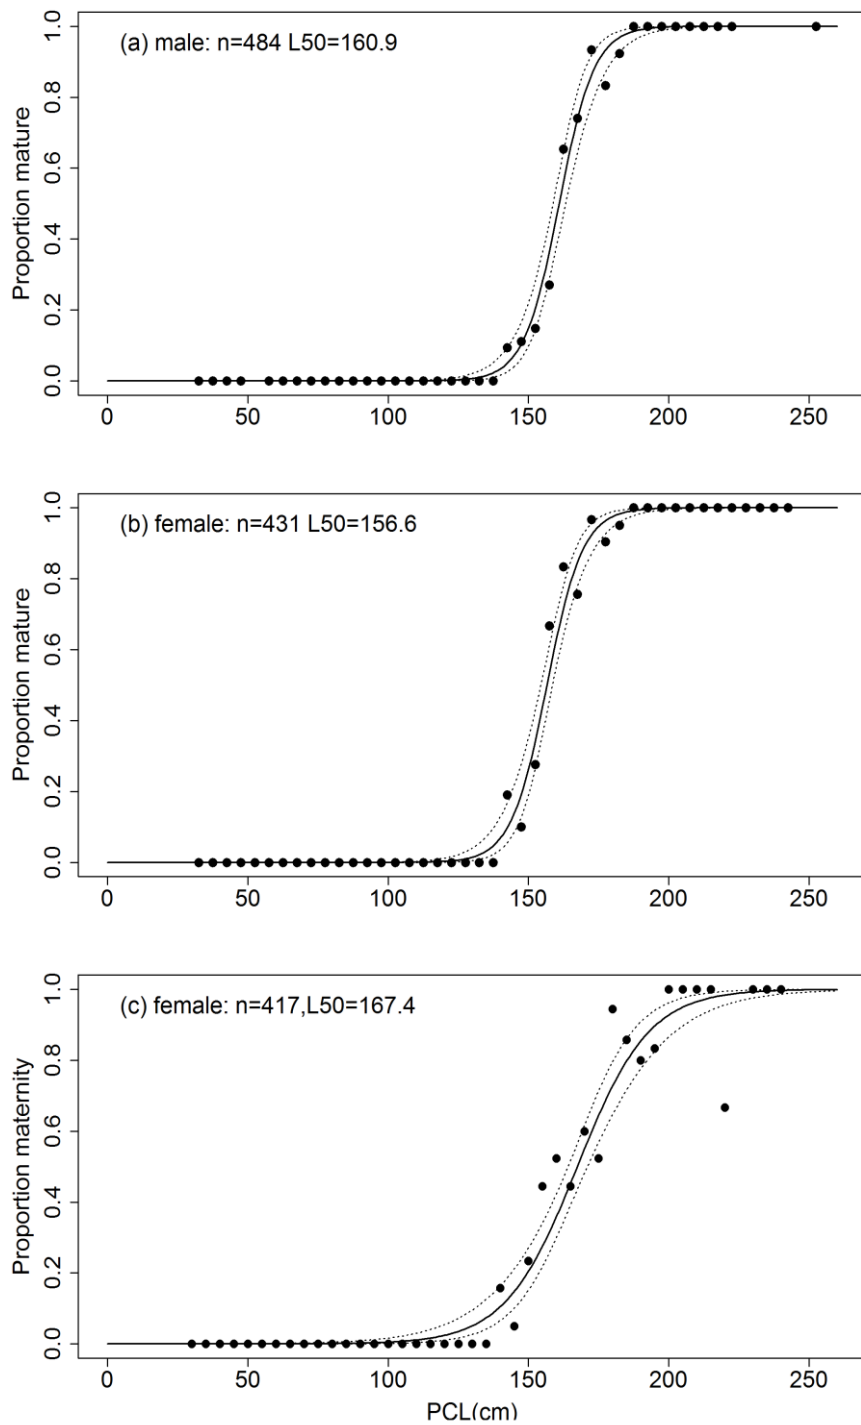 (a) male: n=484 L50=160.9
Proportion mature
0.0 0.2 0.4 0.6 0.8 1.0
0 50 100 150 200 250
(b) female: n=431 L50=156.6
Proportion mature
0.0 0.2 0.4 0.6 0.8 1.0
0 50 100 150 200 250
(c) female: n=417,L50=167.4
Proportion maternity
0.0 0.2 0.4 0.6 0.8 1.0
0 50 100 150 200 250
PCL(cm)